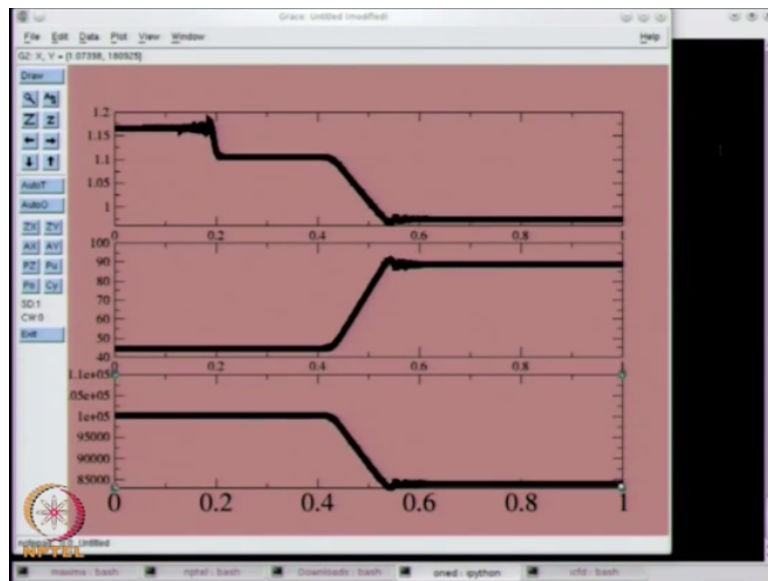 Grace: Untitled (modified)
File Edit Data Plot View Window Help
G2: X, Y = [1.07398, 180925]
Draw
Z z
AutoT
AutoO
ZX ZY
AX AY
PZ Pu
Po Cy
SD:1
CW:0
Exit
1.2
1.15
1.1
1.05
1
0 0.2 0.4 0.6 0.8 1
100
90
80
70
60
50
40
0 0.2 0.4 0.6 0.8 1
1.1e+05
.05e+05
1e+05
95000
90000
85000
0 0.2 0.4 0.6 0.8 1
NPTEL
Untitled
maxima : bash nptel : bash Downloads : bash oned : ipython cfd : bash